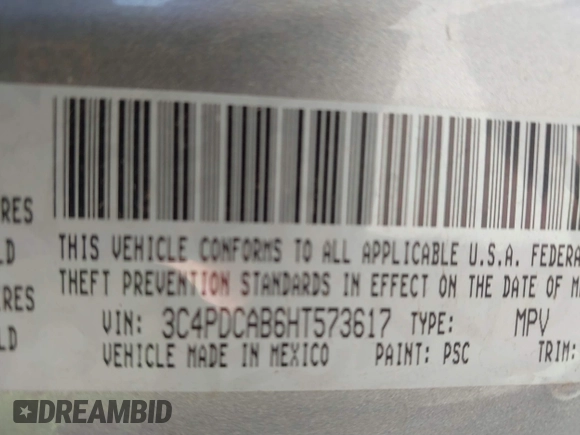 RES
LD
RES
LD
THIS VEHICLE CONFORMS TO ALL APPLICABLE U.S.A. FEDERA
THEFT PREVENTION STANDARDS IN EFFECT ON THE DATE OF M
VIN: 3C4PDCAB6HT573617 TYPE: MPV
VEHICLE MADE IN MEXICO PAINT: PSC TRIM:
DREAMBID